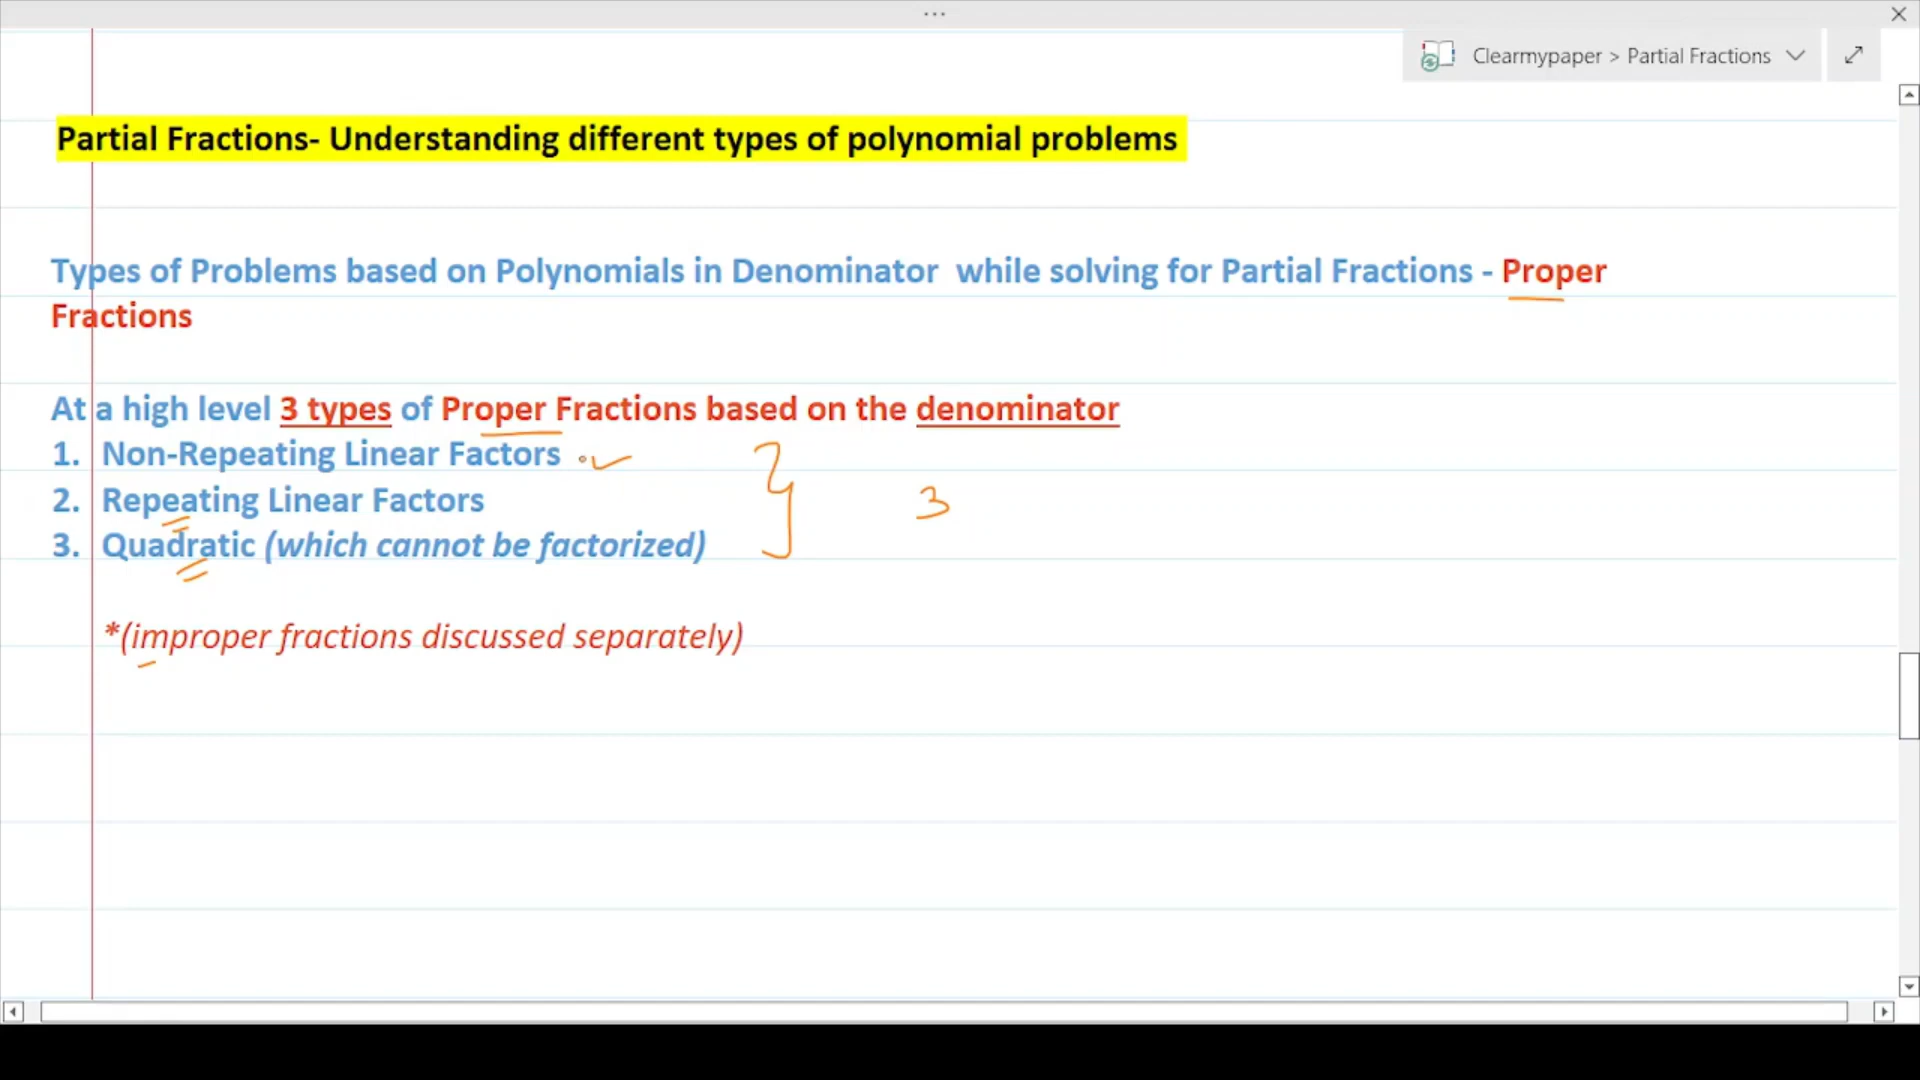 ...
Clearmypaper > Partial Fractions
Partial Fractions- Understanding different types of polynomial problems
Types of Problems based on Polynomials in Denominator while solving for Partial Fractions - Proper
Fractions
At a high level 3 types of Proper Fractions based on the denominator
1. Non-Repeating Linear Factors
2. Repeating Linear Factors
3. Quadratic (which cannot be factorized)
3
*(improper fractions discussed separately)